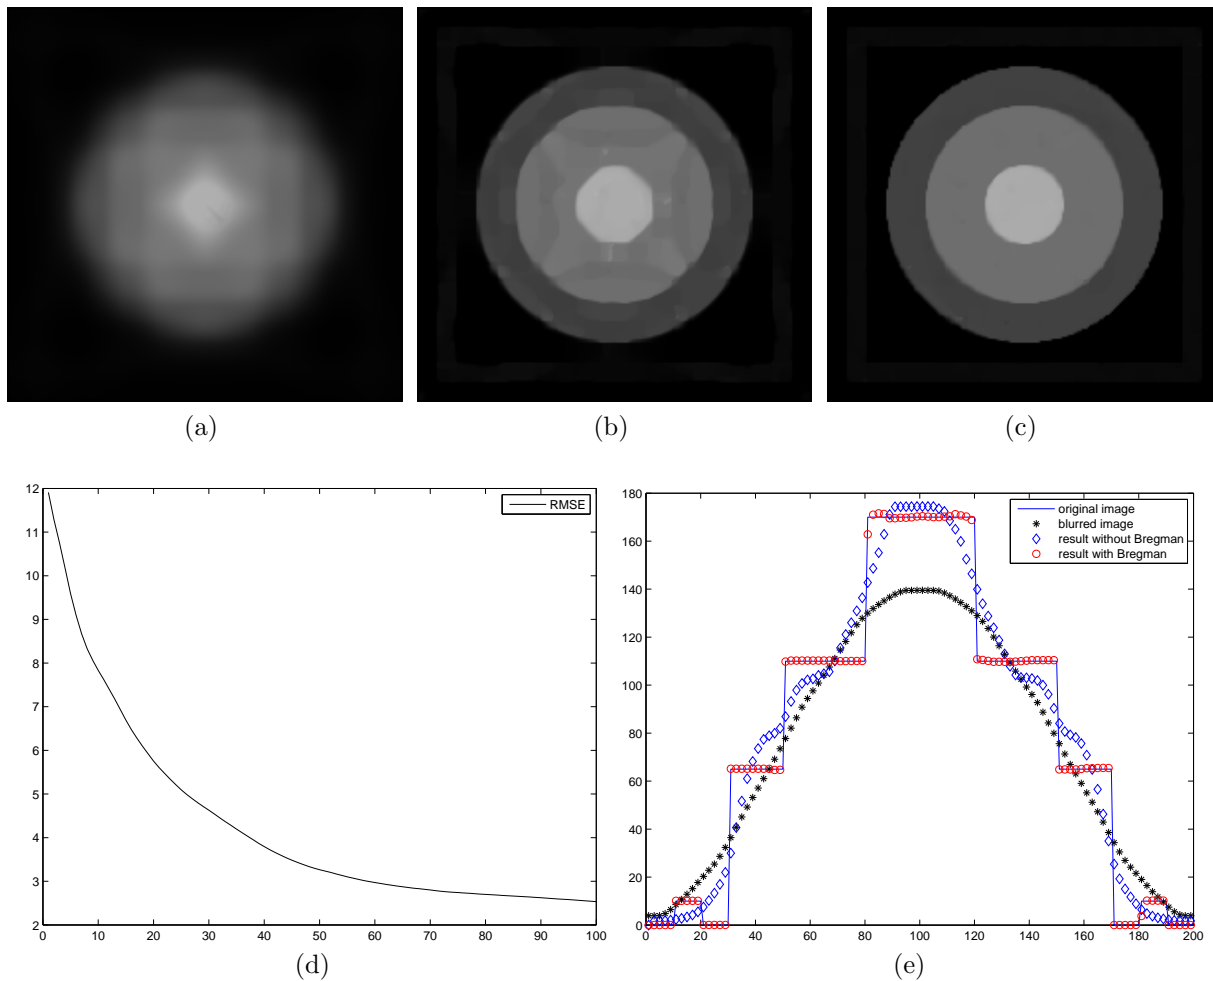 (a)
(b)
(c)
12
11
10
9
8
7
6
5
4
3
2
0 10 20 30 40 50 60 70 80 90 100
RMSE
(d)
180
160
140
120
100
80
60
40
20
0
0 20 40 60 80 100 120 140 160 180 200
original image
blurred image
result without Bregman
result with Bregman
(e)